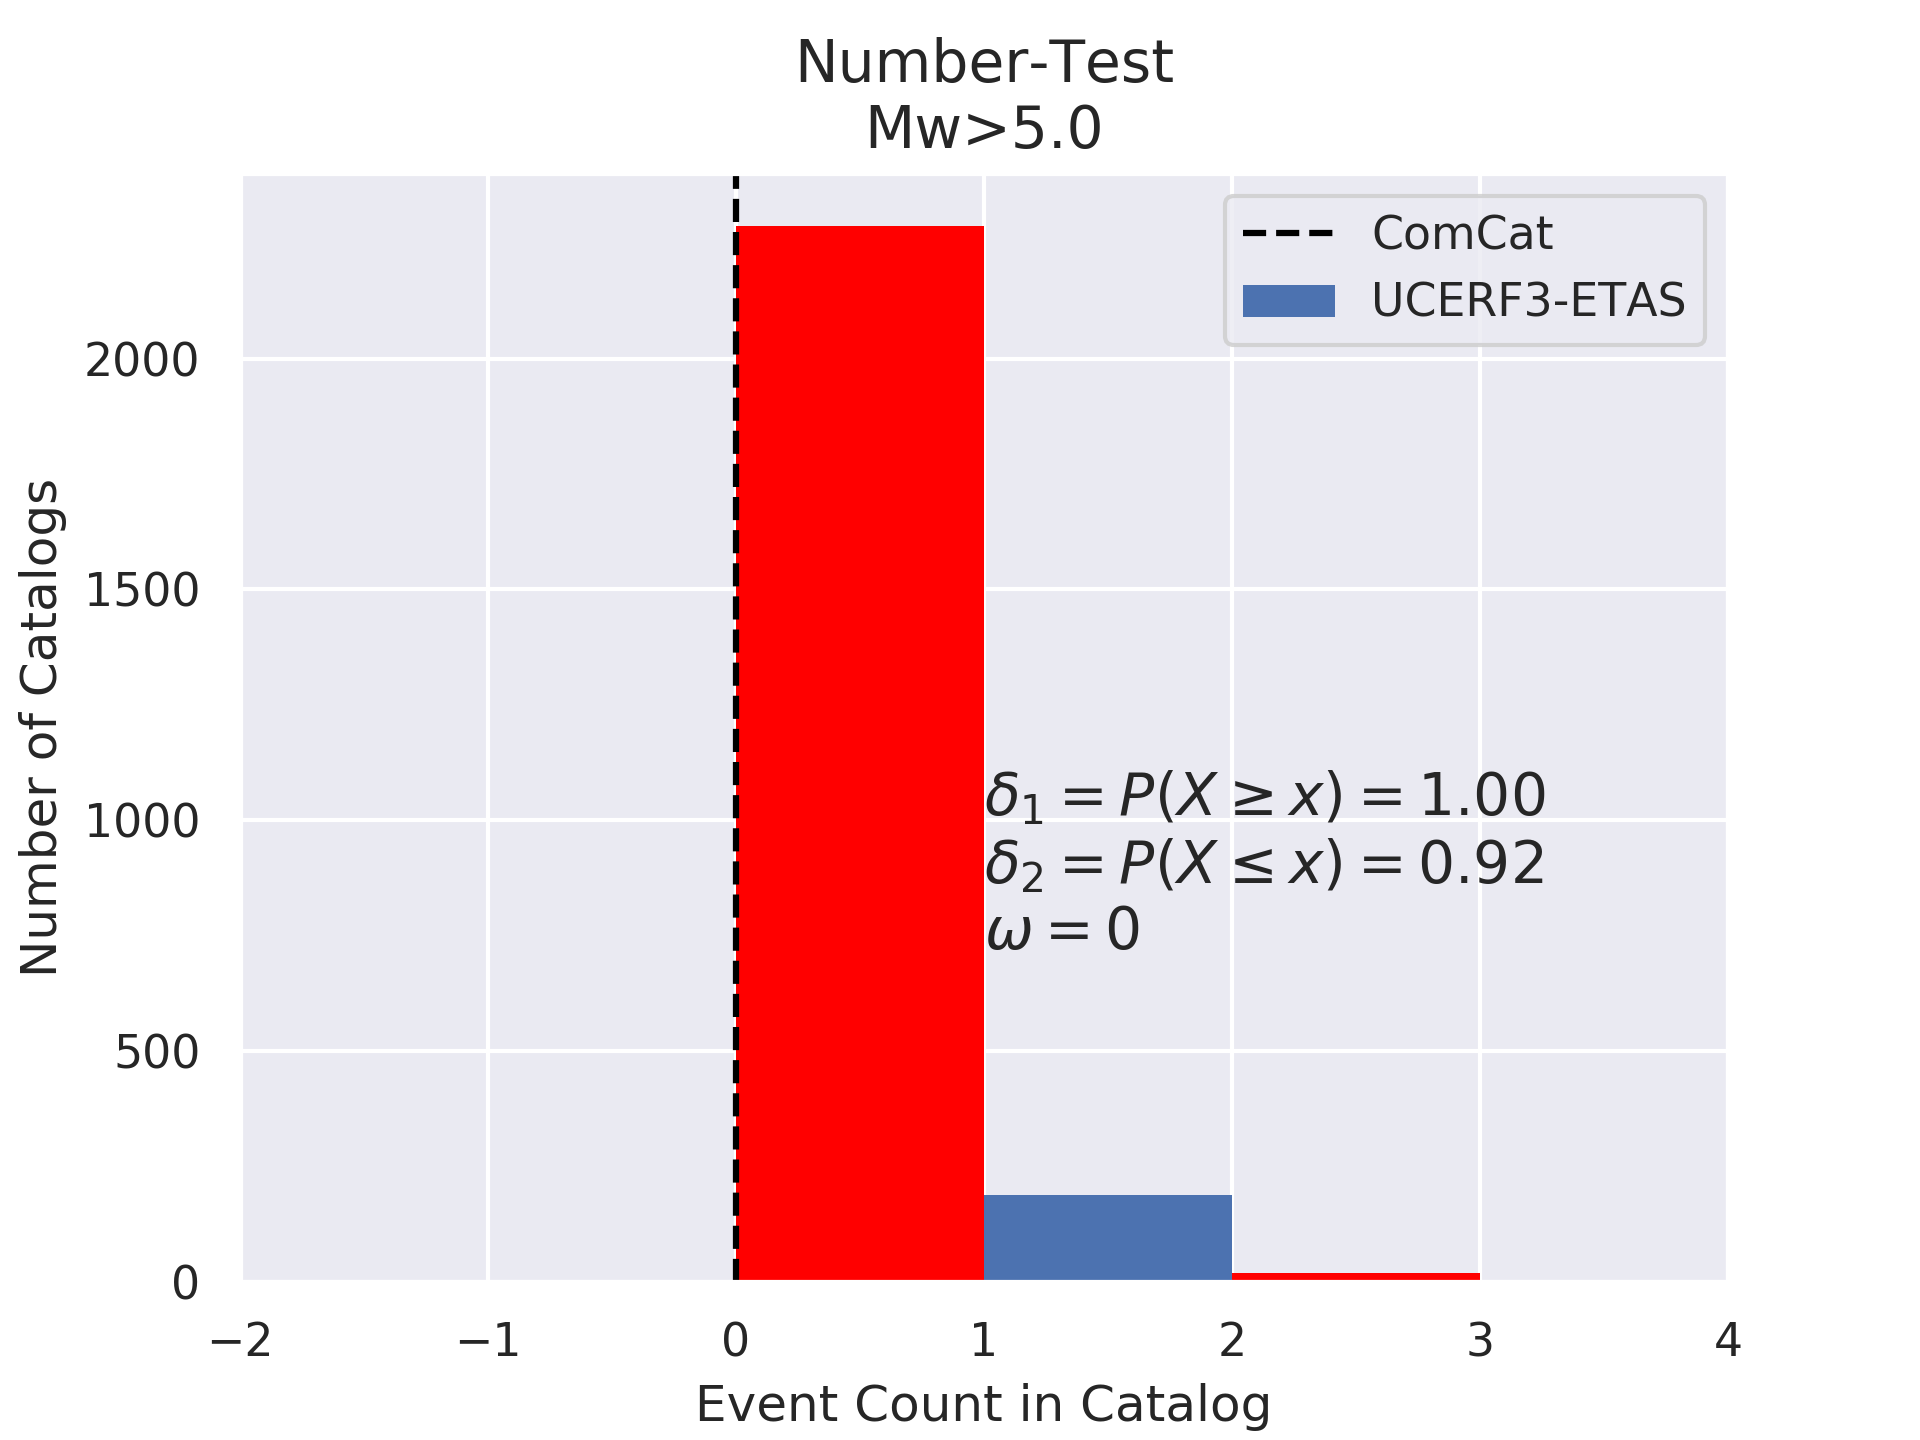 Number-Test
Mw>5.0
ComCat
UCERF3-ETAS
2000
1500
1000
500
0
Number of Catalogs
δ₁ = P(X ≥ x) = 1.00
δ₂ = P(X ≤ x) = 0.92
ω = 0
−2 −1 0 1 2 3 4
Event Count in Catalog